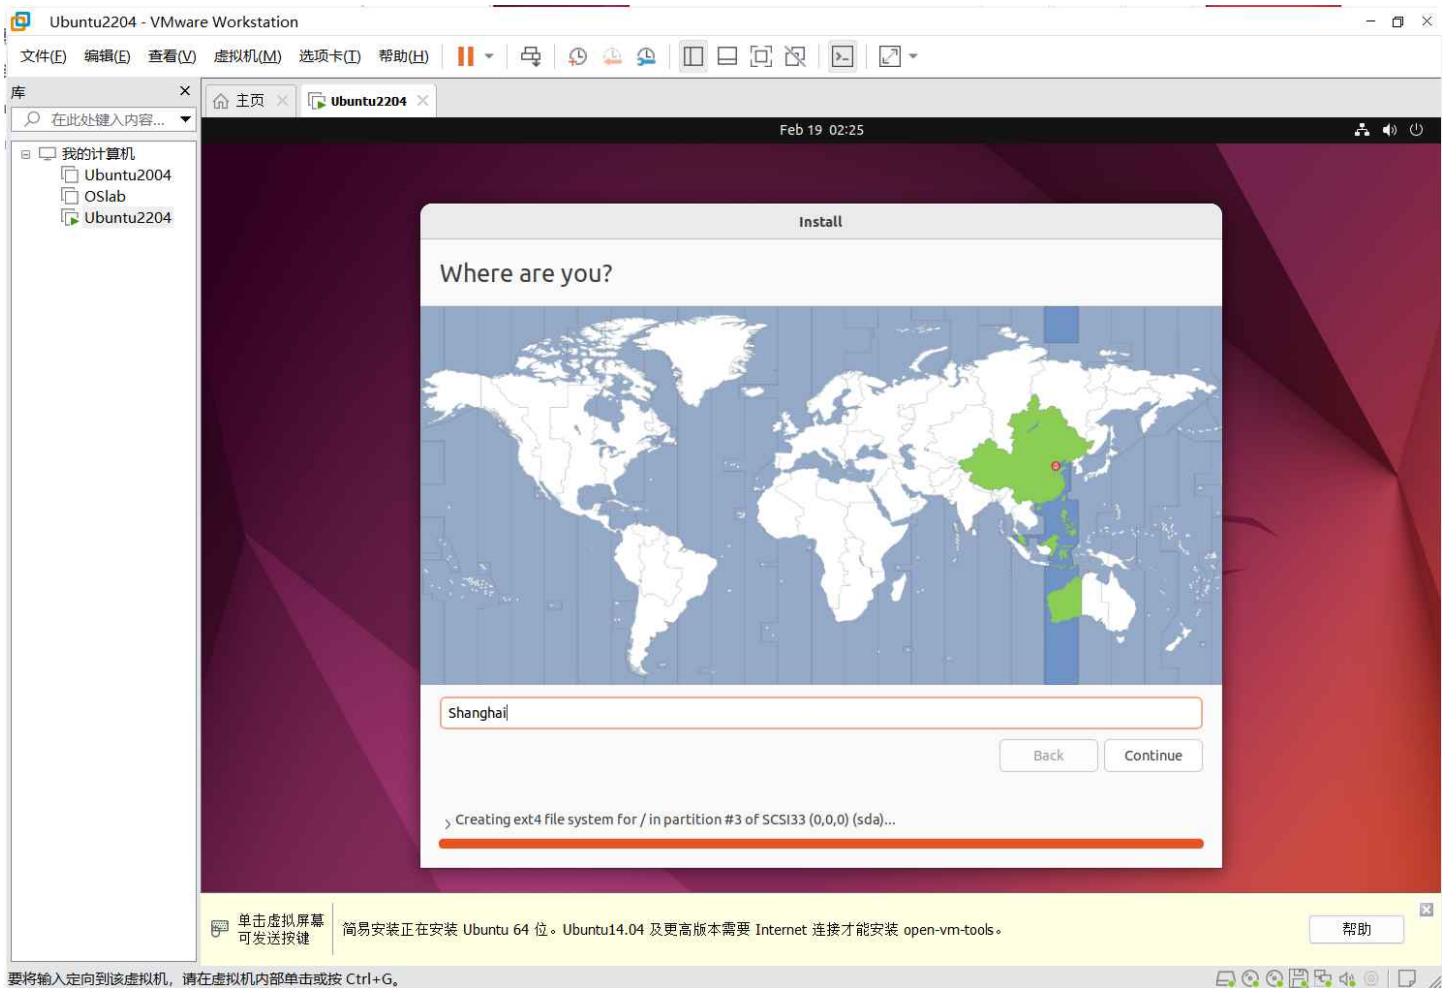 Ubuntu2204 - VMware Workstation
文件(F) 编辑(E) 查看(V) 虚拟机(M) 选项卡(T) 帮助(H)
库
主页
Ubuntu2204
在此处键入内容...
Feb 19 02:25
我的计算机
Ubuntu2004
OSlab
Ubuntu2204
Install
Where are you?
Shanghai
Back
Continue
Creating ext4 file system for / in partition #3 of SCSI33 (0,0,0) (sda)...
单击虚拟屏幕
可发送按键
简易安装正在安装 Ubuntu 64 位。Ubuntu14.04 及更高版本需要 Internet 连接才能安装 open-vm-tools。
帮助
要将输入定向到该虚拟机，请在虚拟机内部单击或按 Ctrl+G。